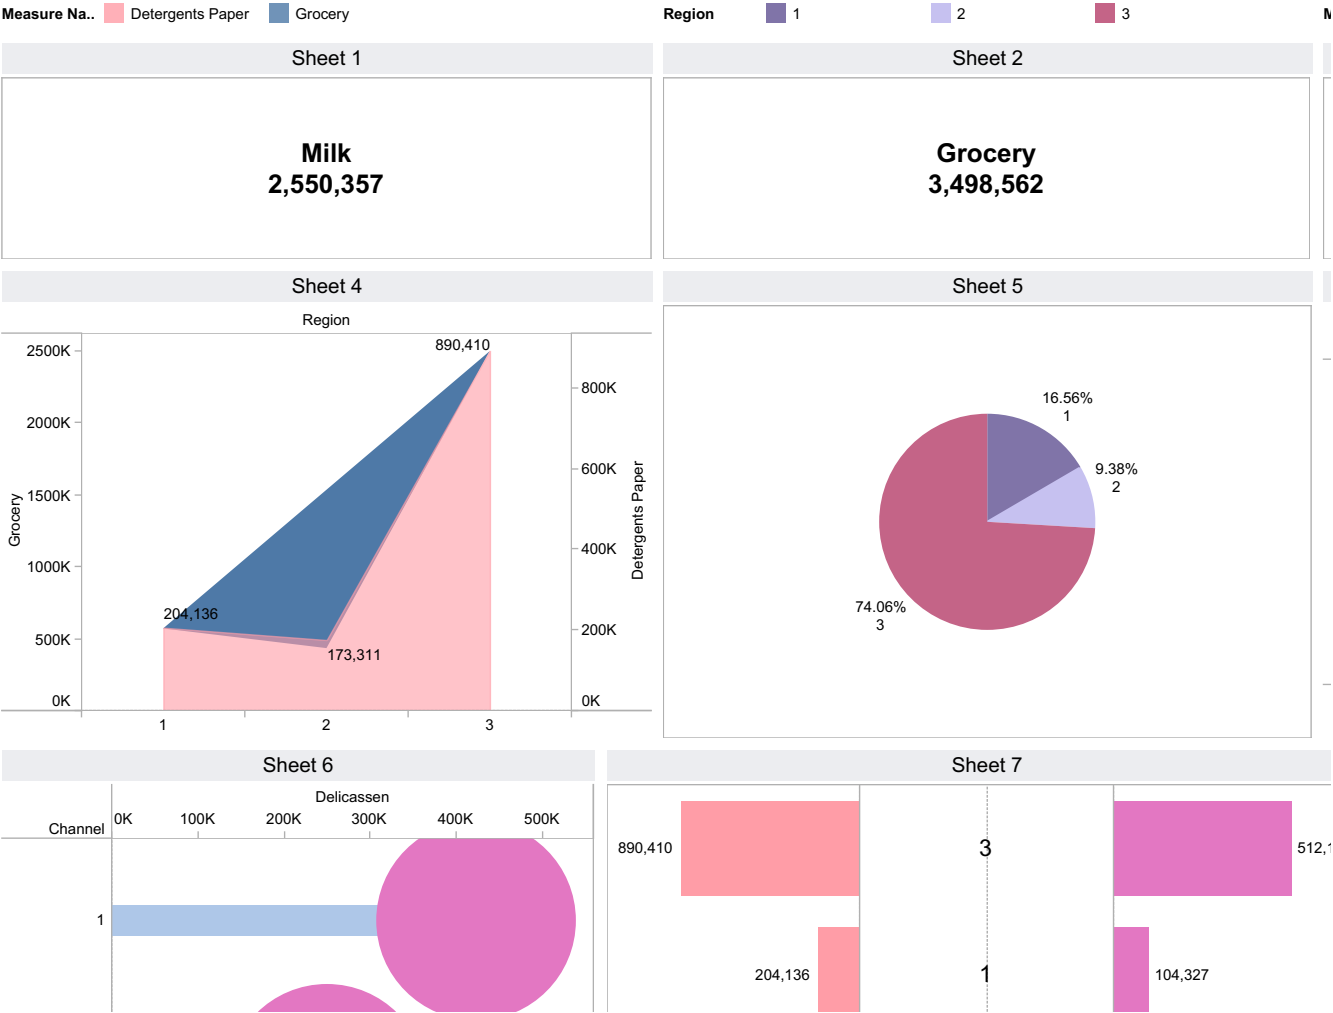 Measure Na.. Detergents Paper Grocery
Region 1 2 3
Sheet 1
Milk
2,550,357
Sheet 2
Grocery
3,498,562
Sheet 4
Region
Grocery
2500K
2000K
1500K
1000K
500K
0K
890,410
204,136
173,311
800K
600K
400K
200K
0K
Detergents Paper
1 2 3
Sheet 5
16.56%
1
9.38%
2
74.06%
3
Sheet 6
Delicassen
Channel 0K 100K 200K 300K 400K 500K
1
Sheet 7
890,410 3 512,1
204,136 1 104,327